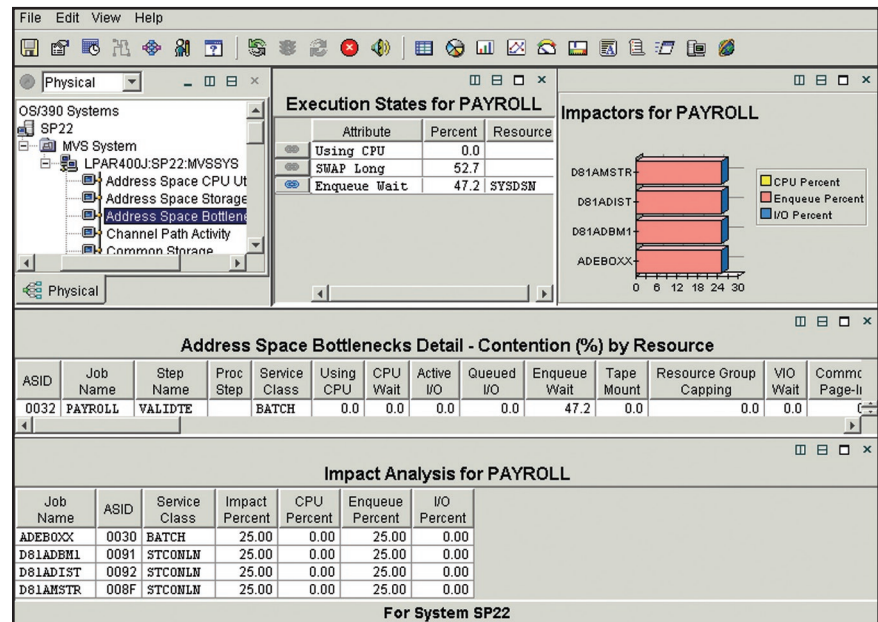 File Edit View Help
Physical
OS/390 Systems
SP22
MVS System
LPAR400J:SP22:MVSSYS
Address Space CPU Ut
Address Space Storage
Address Space Bottlene
Channel Path Activity
Common Storage
Physical
Execution States for PAYROLL
Attribute Percent Resource
Using CPU 0.0
SWAP Long 52.7
Enqueue Wait 47.2 SYSDSN
Impactors for PAYROLL
D81AMSTR
D81ADIST
D81ADBM1
ADEBOXX
0 6 12 18 24 30
CPU Percent
Enqueue Percent
I/O Percent
Address Space Bottlenecks Detail - Contention (%) by Resource
ASID Job Name Step Name Proc Step Service Class Using CPU CPU Wait Active I/O Queued I/O Enqueue Wait Tape Mount Resource Group Capping VIO Wait Commo Page-I
0032 PAYROLL VALIDTE BATCH 0.0 0.0 0.0 0.0 47.2 0.0 0.0 0.0
Impact Analysis for PAYROLL
Job Name ASID Service Class Impact Percent CPU Percent Enqueue Percent I/O Percent
ADEBOXX 0030 BATCH 25.00 0.00 25.00 0.00
D81ADBM1 0091 STCONLN 25.00 0.00 25.00 0.00
D81ADIST 0092 STCONLN 25.00 0.00 25.00 0.00
D81AMSTR 008F STCONLN 25.00 0.00 25.00 0.00
For System SP22